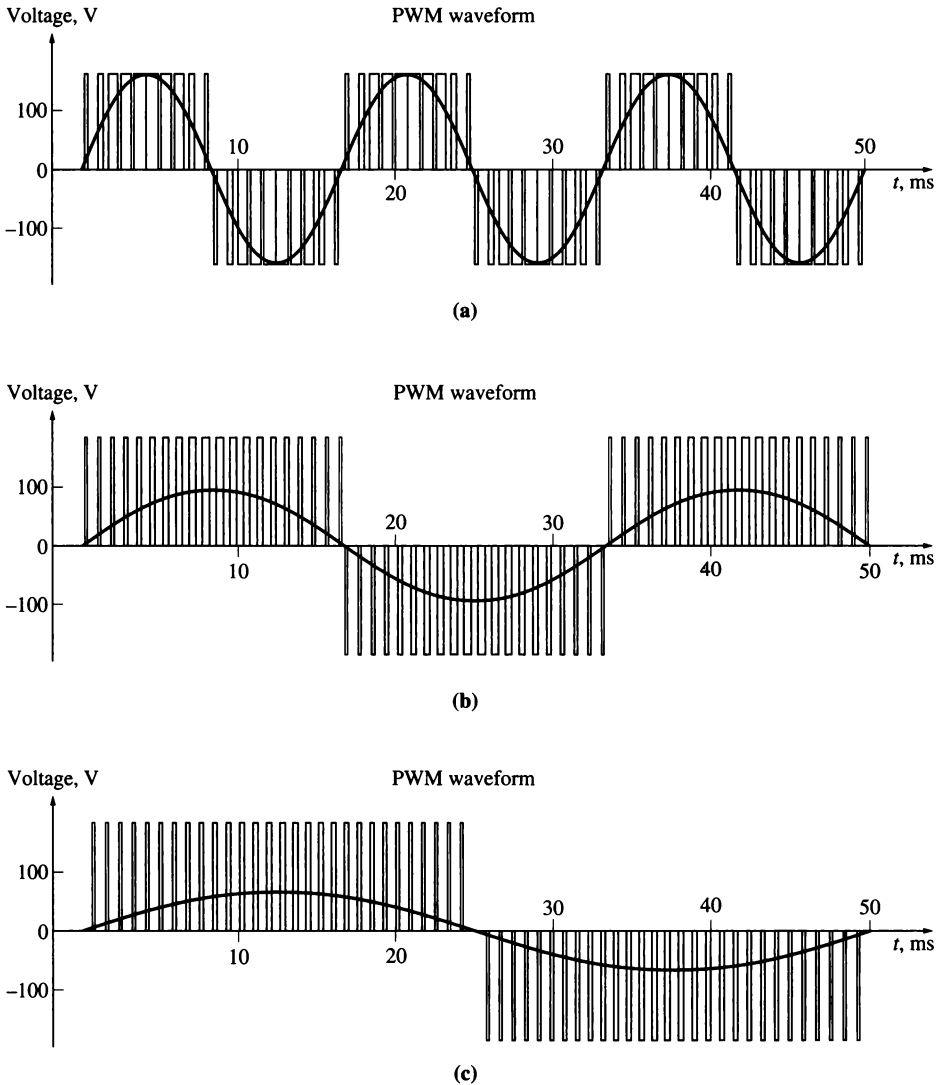 Voltage, V PWM waveform
100
10 30 50
0
20 40 t, ms
−100
(a)
Voltage, V PWM waveform
100
20 30
0
10 40 50 t, ms
−100
(b)
Voltage, V PWM waveform
100
30 40 50
0
10 20 t, ms
−100
(c)